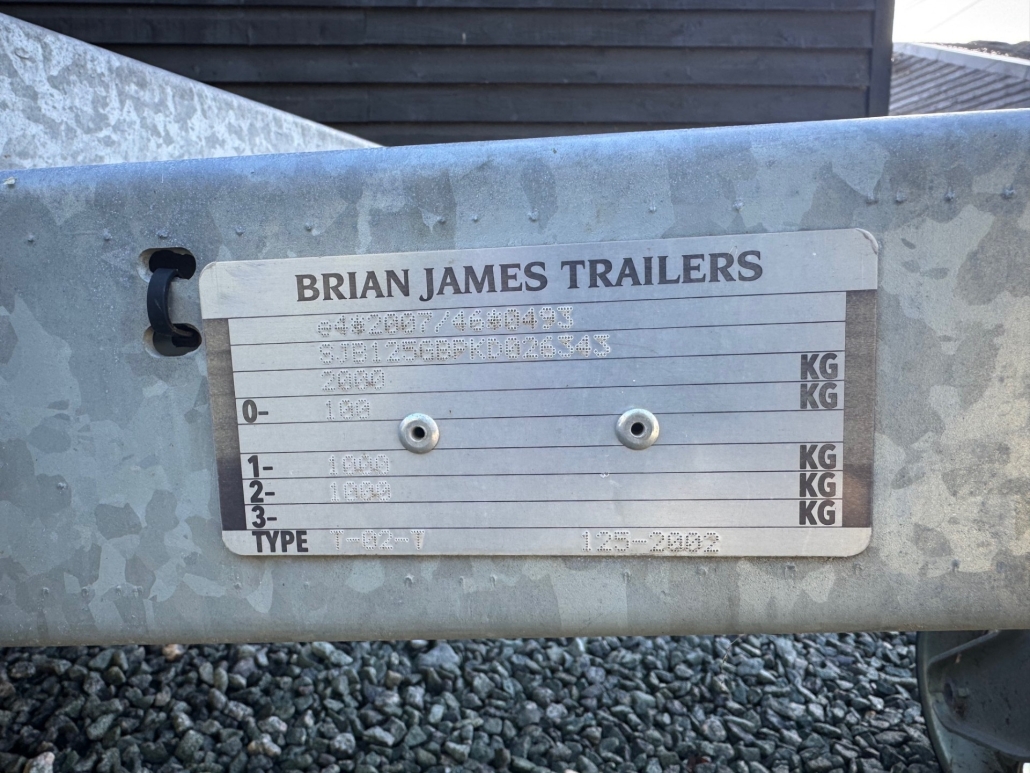 BRIAN JAMES TRAILERS
e4*2007/46*0493
SJB1256BPKD026343
2000 KG
0- 100 KG
1- 1000 KG
2- 1000 KG
3- KG
TYPE T-02-T 125-2002